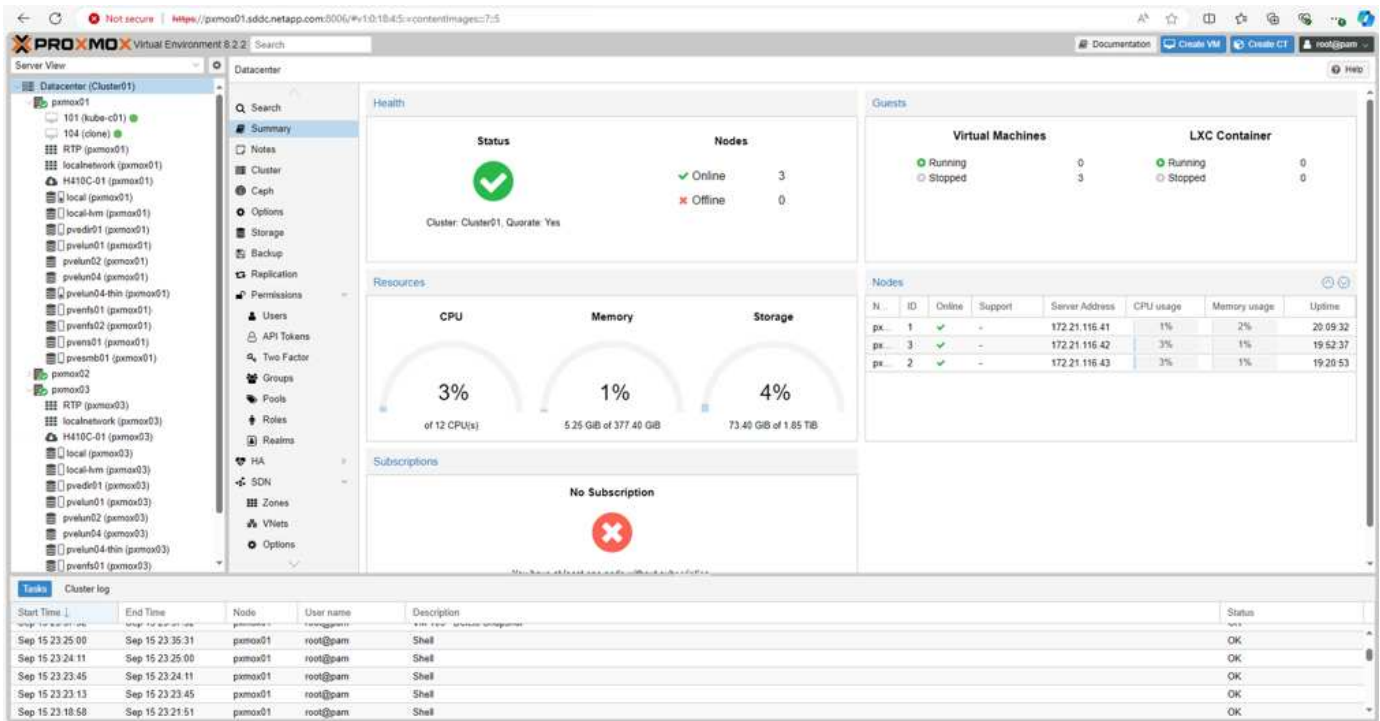 Not secure | https://pxmox01.sddc.netapp.com:8006/#v1:0:18:4:5:=contentImages::7::5
PROXMOX Virtual Environment 8.2.2 Search
Documentation Create VM Create CT root@pam
Server View
Datacenter
Help
Datacenter (Cluster01)
pxmox01
101 (kube-c01)
104 (clone)
RTP (pxmox01)
localnetwork (pxmox01)
H410C-01 (pxmox01)
local (pxmox01)
local-lvm (pxmox01)
pvedir01 (pxmox01)
pvelun01 (pxmox01)
pvelun02 (pxmox01)
pvelun04 (pxmox01)
pvelun04-thin (pxmox01)
pvenfs01 (pxmox01)
pvenfs02 (pxmox01)
pvens01 (pxmox01)
pvesmb01 (pxmox01)
pxmox02
pxmox03
RTP (pxmox03)
localnetwork (pxmox03)
H410C-01 (pxmox03)
local (pxmox03)
local-lvm (pxmox03)
pvedir01 (pxmox03)
pvelun01 (pxmox03)
pvelun02 (pxmox03)
pvelun04 (pxmox03)
pvelun04-thin (pxmox03)
pvenfs01 (pxmox03)
Search
Summary
Notes
Cluster
Ceph
Options
Storage
Backup
Replication
Permissions
Users
API Tokens
Two Factor
Groups
Pools
Roles
Realms
HA
SDN
Zones
VNets
Options
Health
Status
Nodes
Online 3
Offline 0
Cluster: Cluster01, Quorate: Yes
Guests
Virtual Machines
LXC Container
Running 0
Running 0
Stopped 3
Stopped 0
Resources
CPU
Memory
Storage
3%
1%
4%
of 12 CPU(s)
5.25 GiB of 377.40 GiB
73.40 GiB of 1.85 TiB
Nodes
N... ID Online Support Server Address CPU usage Memory usage Uptime
px... 1 - 172.21.116.41 1% 2% 20:09:32
px... 3 - 172.21.116.42 3% 1% 19:52:37
px... 2 - 172.21.116.43 3% 1% 19:20:53
Subscriptions
No Subscription
You have at least one node without subscription.
Tasks Cluster log
Start Time End Time Node User name Description Status
Sep 15 23:25:00 Sep 15 23:35:31 pxmox01 root@pam Shell OK
Sep 15 23:24:11 Sep 15 23:25:00 pxmox01 root@pam Shell OK
Sep 15 23:23:45 Sep 15 23:24:11 pxmox01 root@pam Shell OK
Sep 15 23:23:13 Sep 15 23:23:45 pxmox01 root@pam Shell OK
Sep 15 23:18:58 Sep 15 23:21:51 pxmox01 root@pam Shell OK